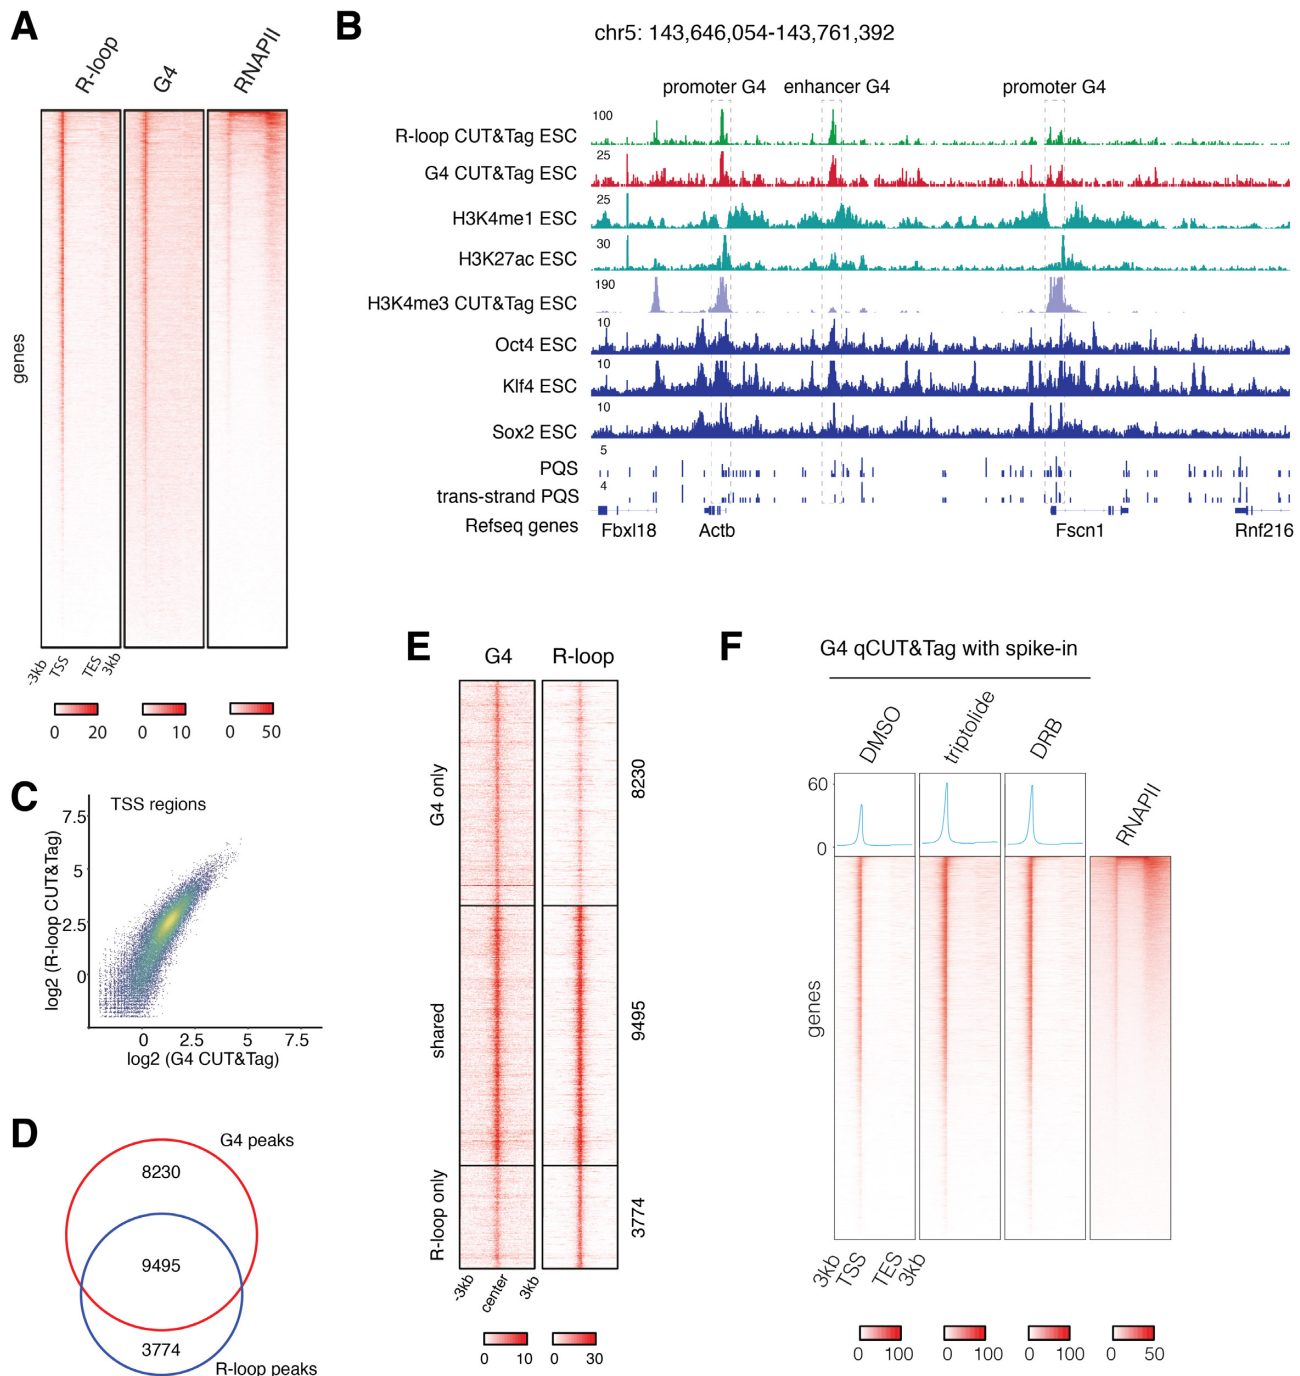 A
R-loop
G4
RNAPII
genes
-3kb
TSS
TES
3kb
0 20
0 10
0 50
B
chr5: 143,646,054-143,761,392
promoter G4
enhancer G4
promoter G4
R-loop CUT&Tag ESC
100
G4 CUT&Tag ESC
25
H3K4me1 ESC
25
H3K27ac ESC
30
H3K4me3 CUT&Tag ESC
190
Oct4 ESC
10
Klf4 ESC
10
Sox2 ESC
10
PQS
5
trans-strand PQS
4
Refseq genes
Fbxl18
Actb
Fscn1
Rnf216
C
TSS regions
log2 (R-loop CUT&Tag)
7.5
5
2.5
0
0 2.5 5 7.5
log2 (G4 CUT&Tag)
D
G4 peaks
8230
9495
3774
R-loop peaks
E
G4
R-loop
G4 only
8230
shared
9495
R-loop only
3774
-3kb
center
3kb
0 10
0 30
F
G4 qCUT&Tag with spike-in
DMSO
triptolide
DRB
RNAPII
60
0
genes
3kb
TSS
TES
3kb
0 100
0 100
0 100
0 50